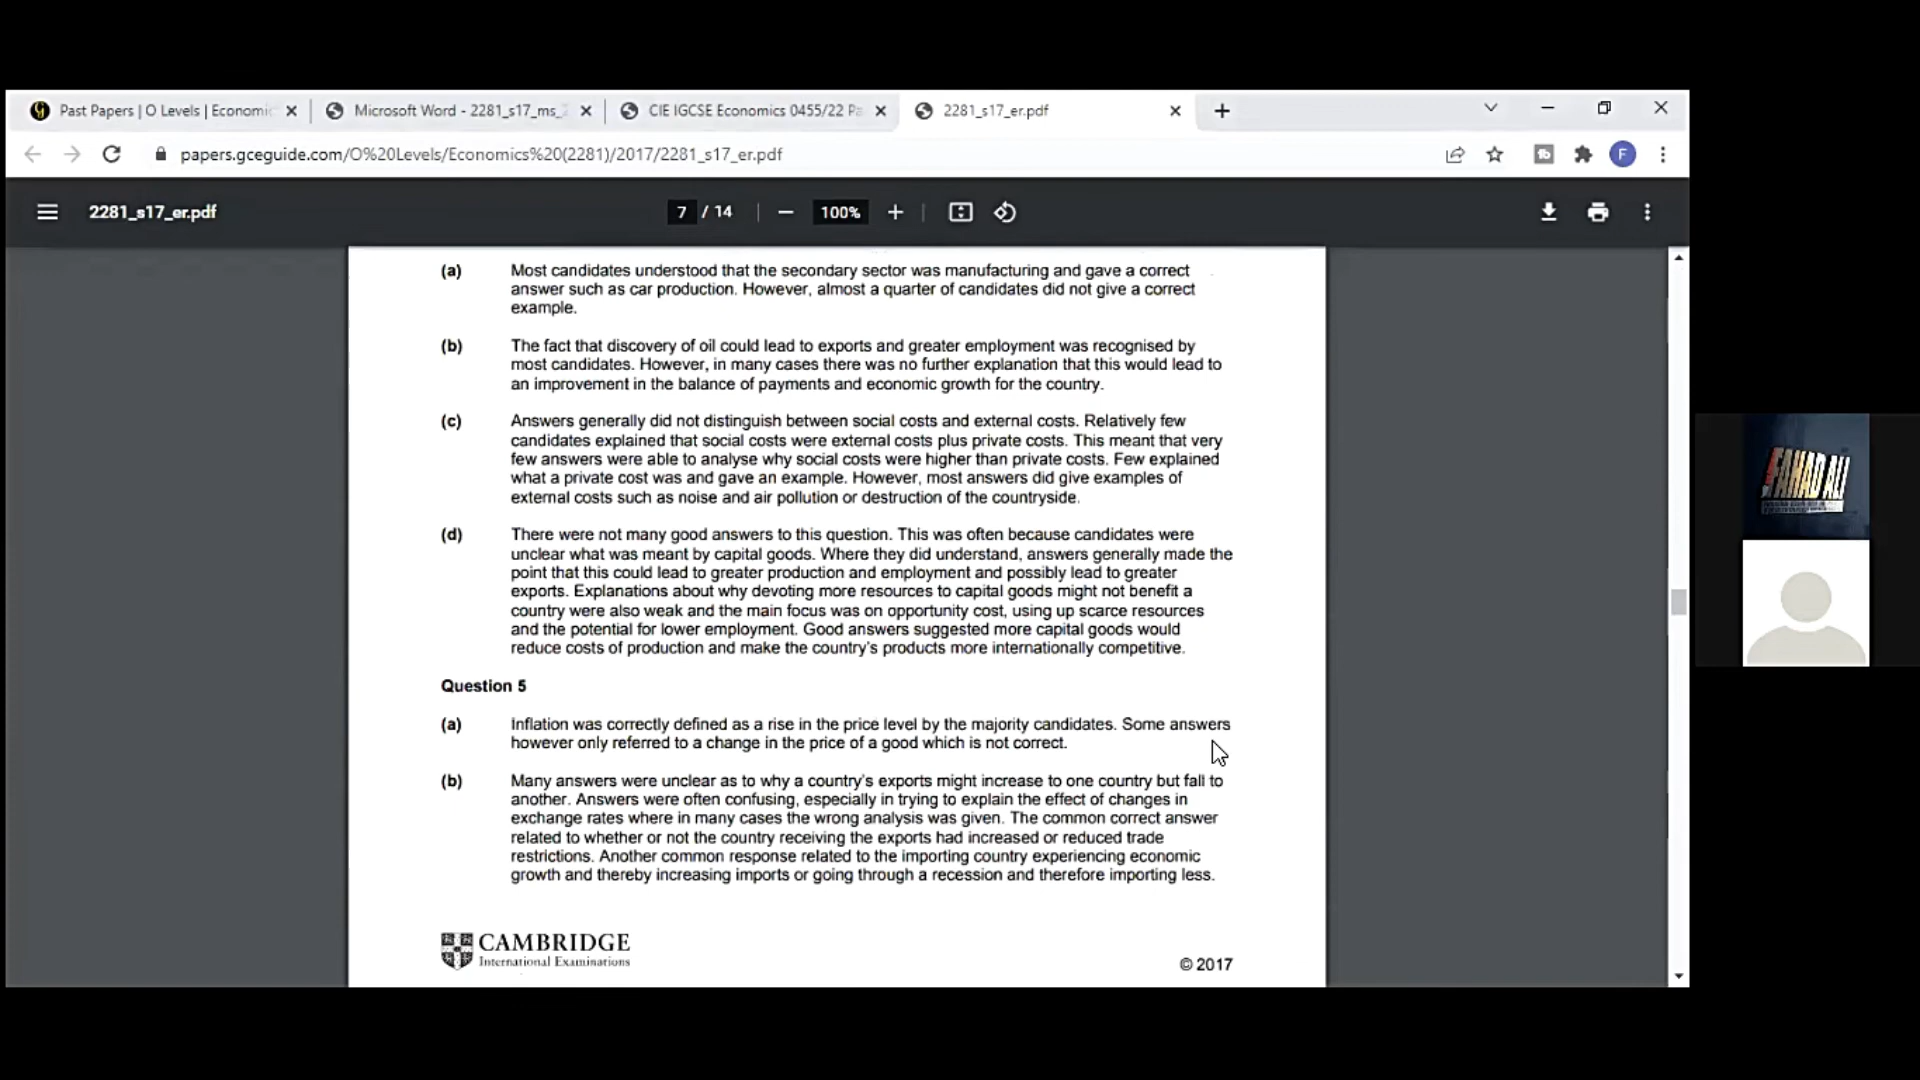 Past Papers | O Levels | Economic
Microsoft Word - 2281_s17_ms_2
CIE IGCSE Economics 0455/22 Pa
2281_s17_er.pdf
papers.gceguide.com/O%20Levels/Economics%20(2281)/2017/2281_s17_er.pdf
F
2281_s17_er.pdf
7 / 14
100%
(a) Most candidates understood that the secondary sector was manufacturing and gave a correct
answer such as car production. However, almost a quarter of candidates did not give a correct
example.
(b) The fact that discovery of oil could lead to exports and greater employment was recognised by
most candidates. However, in many cases there was no further explanation that this would lead to
an improvement in the balance of payments and economic growth for the country.
(c) Answers generally did not distinguish between social costs and external costs. Relatively few
candidates explained that social costs were external costs plus private costs. This meant that very
few answers were able to analyse why social costs were higher than private costs. Few explained
what a private cost was and gave an example. However, most answers did give examples of
external costs such as noise and air pollution or destruction of the countryside.
(d) There were not many good answers to this question. This was often because candidates were
unclear what was meant by capital goods. Where they did understand, answers generally made the
point that this could lead to greater production and employment and possibly lead to greater
exports. Explanations about why devoting more resources to capital goods might not benefit a
country were also weak and the main focus was on opportunity cost, using up scarce resources
and the potential for lower employment. Good answers suggested more capital goods would
reduce costs of production and make the country's products more internationally competitive.
Question 5
(a) Inflation was correctly defined as a rise in the price level by the majority candidates. Some answers
however only referred to a change in the price of a good which is not correct.
(b) Many answers were unclear as to why a country's exports might increase to one country but fall to
another. Answers were often confusing, especially in trying to explain the effect of changes in
exchange rates where in many cases the wrong analysis was given. The common correct answer
related to whether or not the country receiving the exports had increased or reduced trade
restrictions. Another common response related to the importing country experiencing economic
growth and thereby increasing imports or going through a recession and therefore importing less.
CAMBRIDGE
International Examinations
© 2017
FAHAD ALI